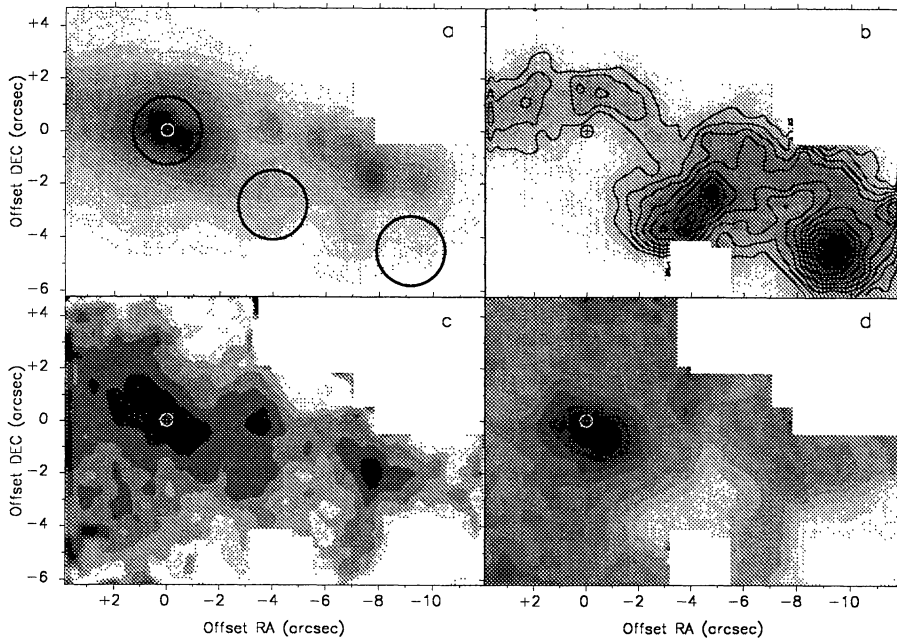 a
b
+4
+2
0
-2
-4
-6
Offset DEC (arcsec)
c
d
+4
+2
0
-2
-4
-6
Offset DEC (arcsec)
+2 0 -2 -4 -6 -8 -10
+2 0 -2 -4 -6 -8 -10
Offset RA (arcsec)
Offset RA (arcsec)